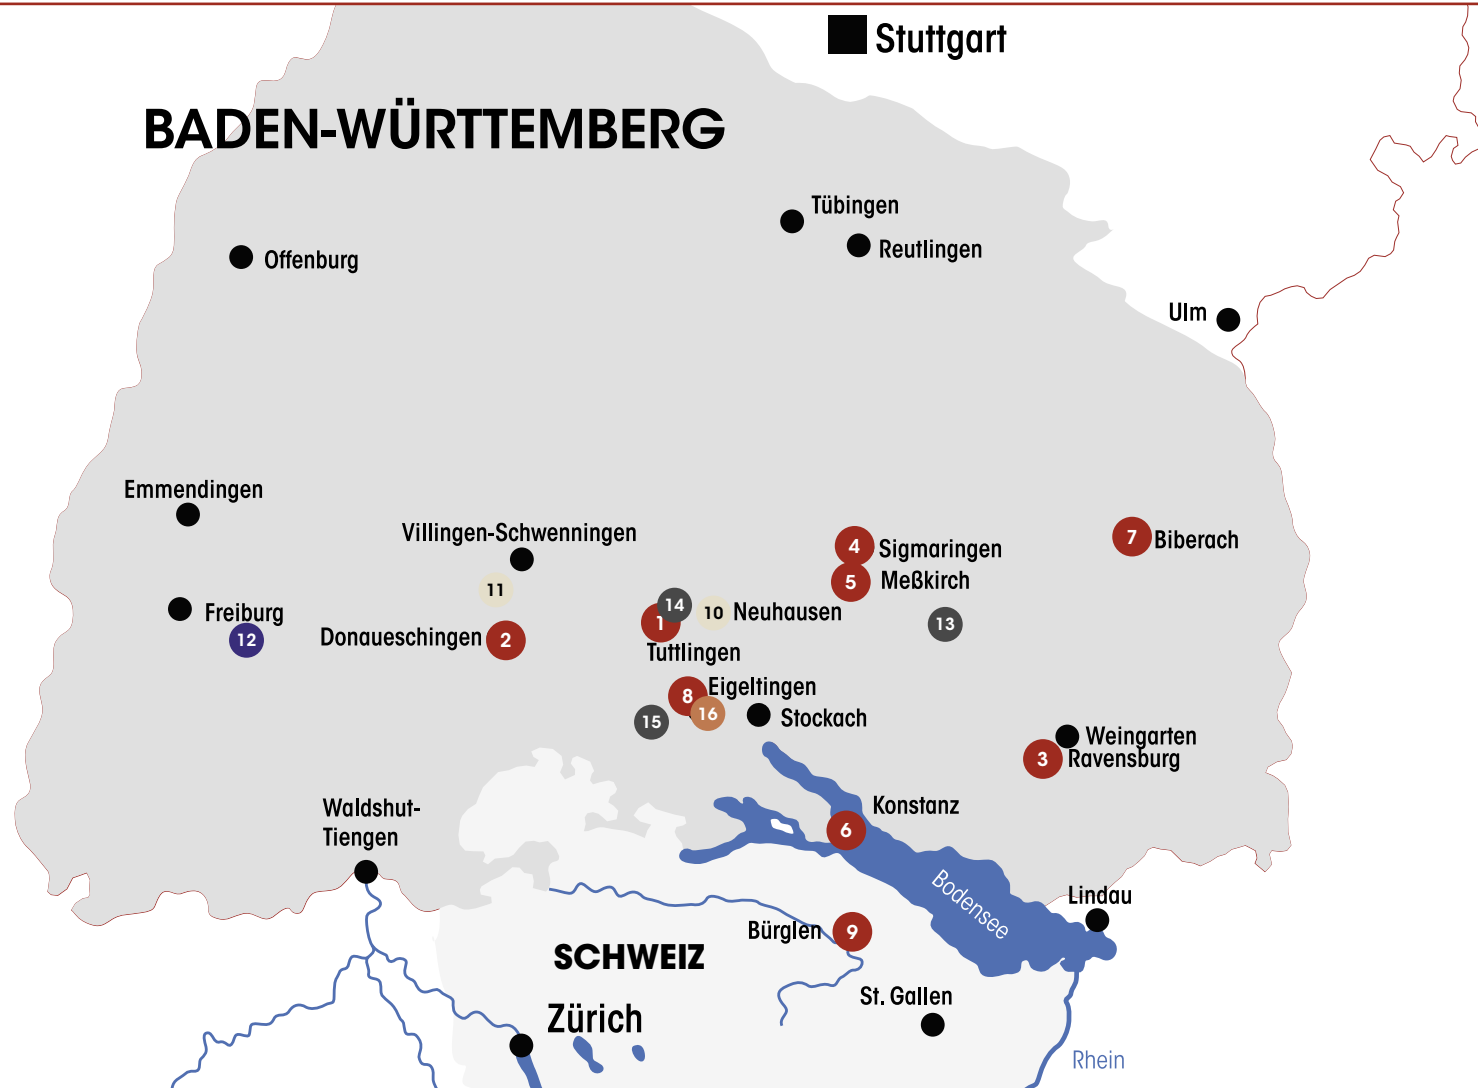 Stuttgart
BADEN-WÜRTTEMBERG
Tübingen
Reutlingen
Offenburg
Ulm
Emmendingen
Villingen-Schwenningen
4 Sigmaringen
7 Biberach
5 Meßkirch
11
14
1
10 Neuhausen
Freiburg
12
13
Donaueschingen 2
Tuttlingen
8 Eigeltingen
16
15
Stockach
Weingarten
3 Ravensburg
Waldshut-
Tiengen
Konstanz
6
Bodensee
Lindau
Bürglen 9
SCHWEIZ
St. Gallen
Zürich
Rhein